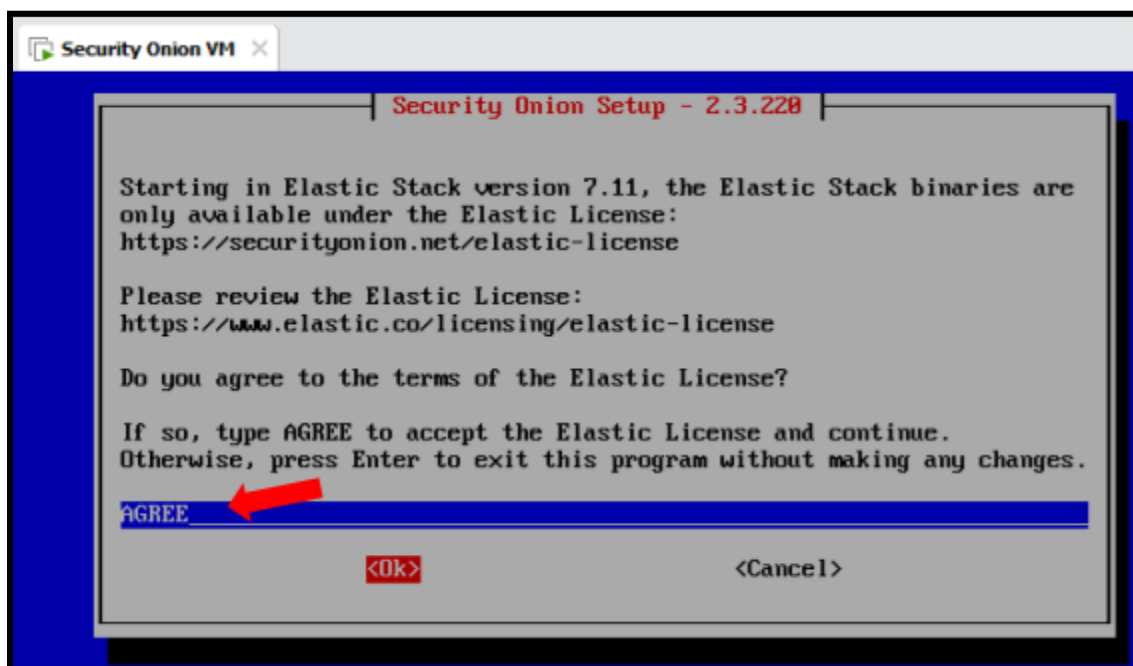 Security Onion VM
Security Onion Setup - 2.3.220
Starting in Elastic Stack version 7.11, the Elastic Stack binaries are
only available under the Elastic License:
https://securityonion.net/elastic-license
Please review the Elastic License:
https://www.elastic.co/licensing/elastic-license
Do you agree to the terms of the Elastic License?
If so, type AGREE to accept the Elastic License and continue.
Otherwise, press Enter to exit this program without making any changes.
AGREE
<Ok> <Cancel>